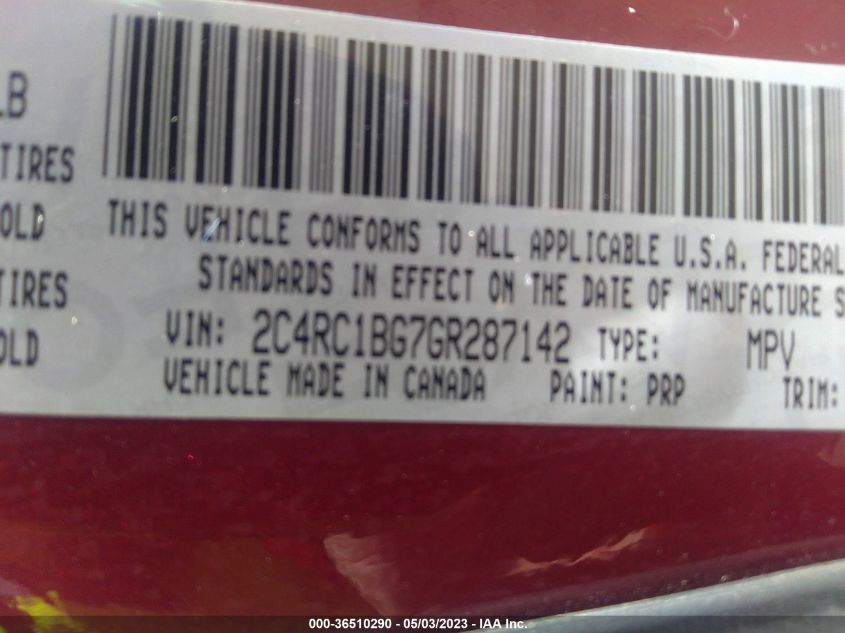 LB
TIRES
OLD
TIRES
OLD
THIS VEHICLE CONFORMS TO ALL APPLICABLE U.S.A. FEDERAL
STANDARDS IN EFFECT ON THE DATE OF MANUFACTURE S
VIN: 2C4RC1BG7GR287142 TYPE: MPV
VEHICLE MADE IN CANADA PAINT: PRP TRIM:
000-36510290 - 05/03/2023 - IAA Inc.